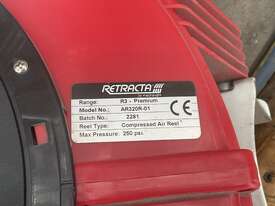 RETRACTA
Range: R3 - Premium
Model No.: AR320R-01
Batch No. 2281
Reel Type: Compressed Air Reel
Max Pressure: 250 psi
CE